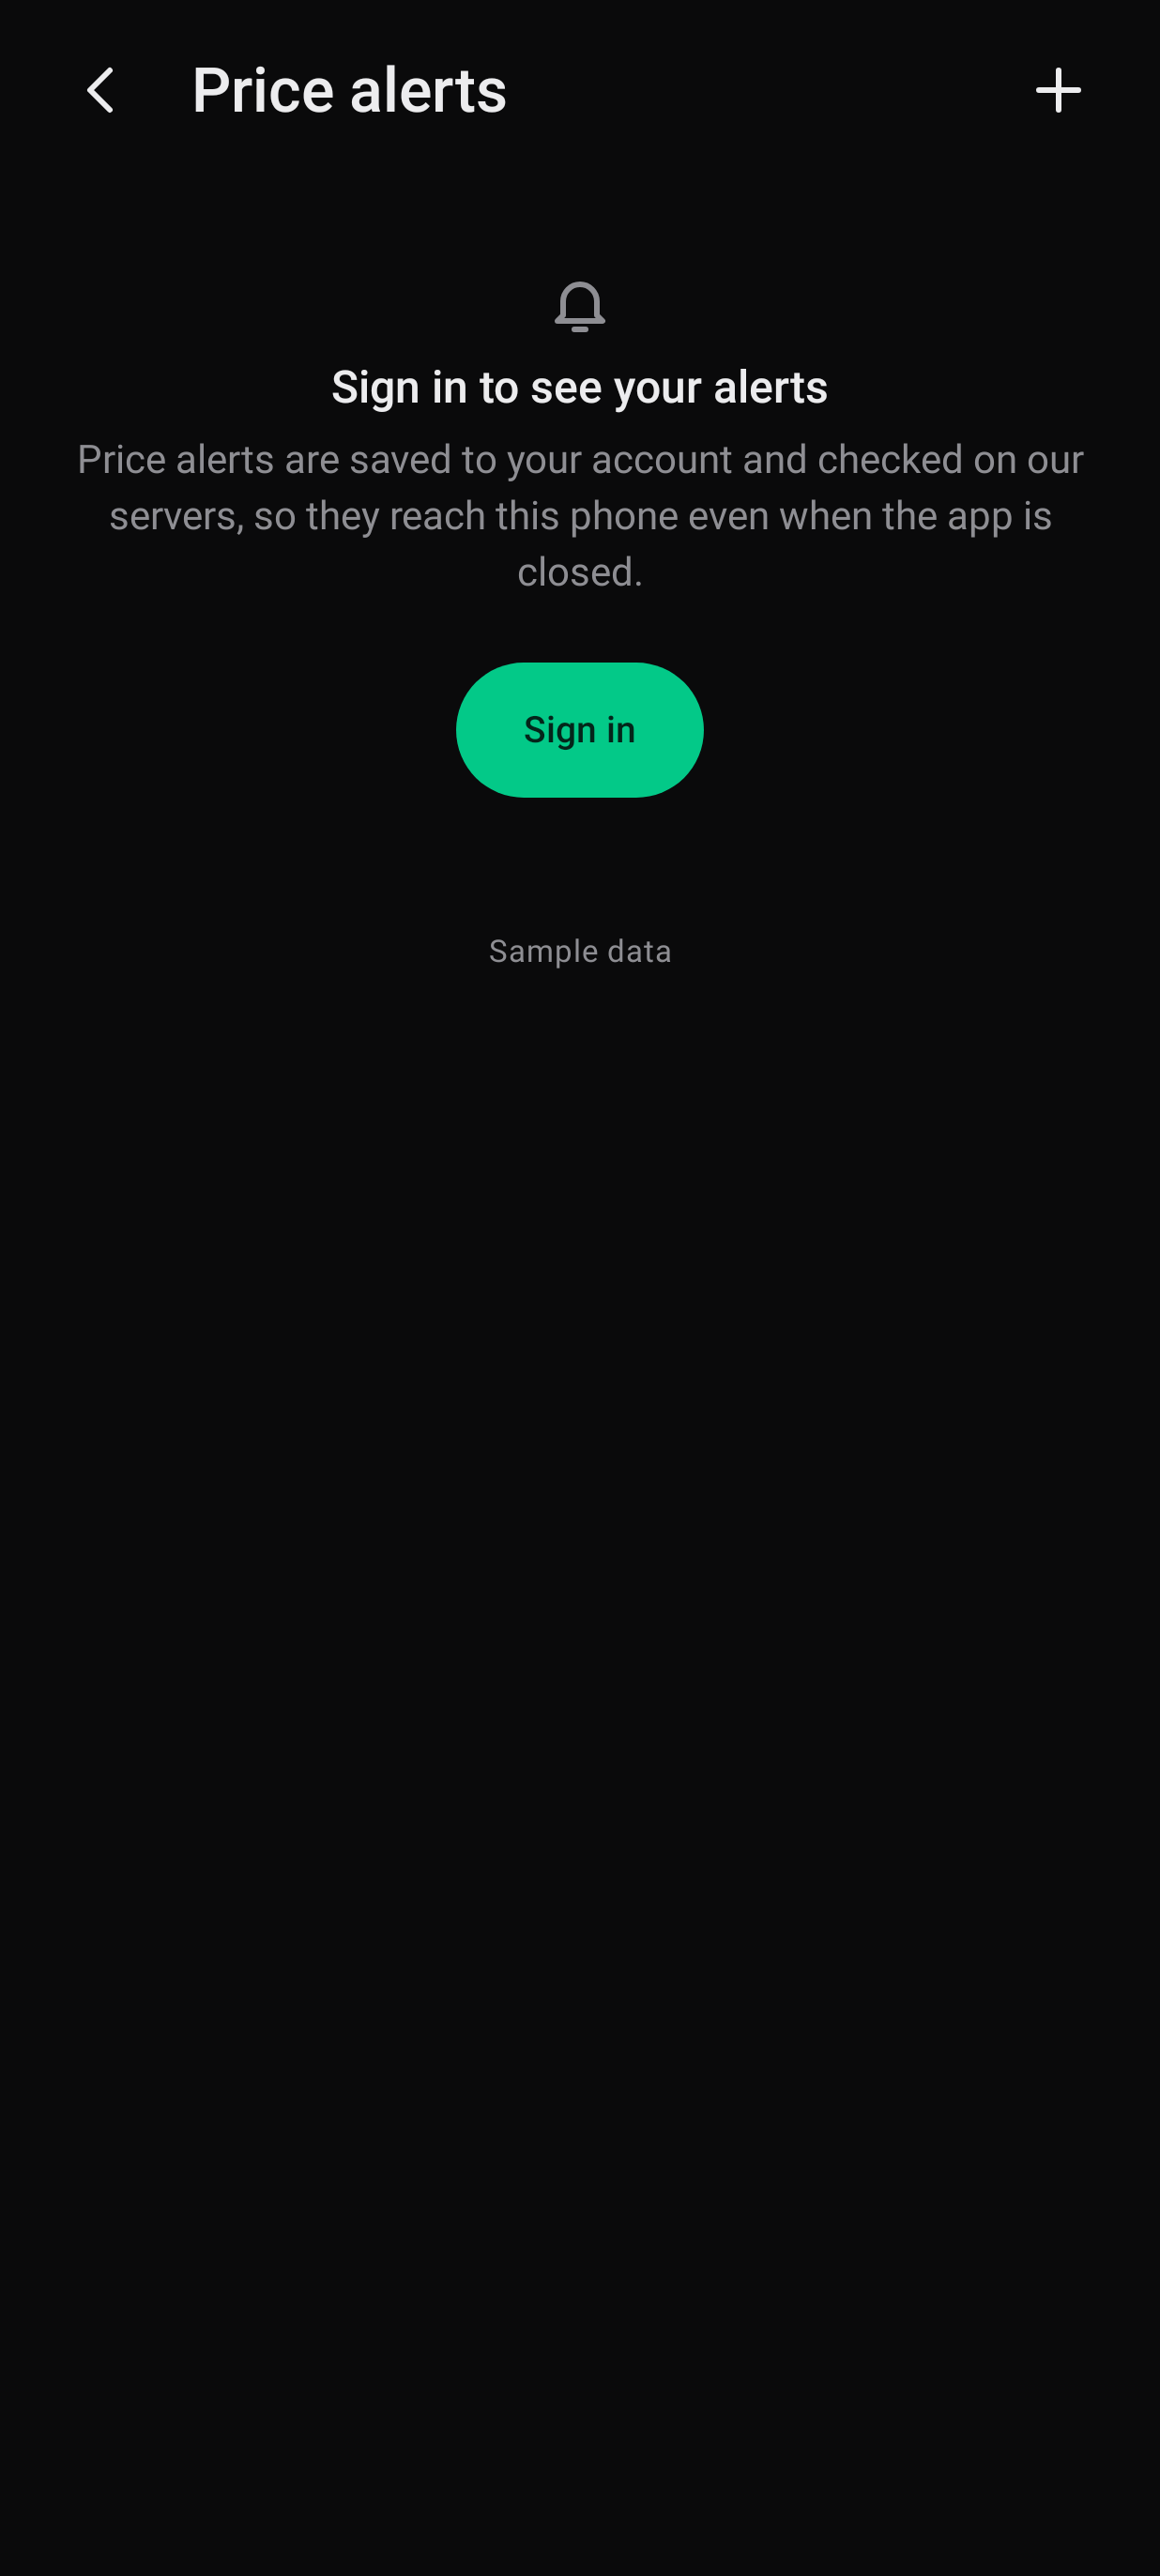 Price alerts
Sign in to see your alerts
Price alerts are saved to your account and checked on our
servers, so they reach this phone even when the app is
closed.
Sign in
Sample data